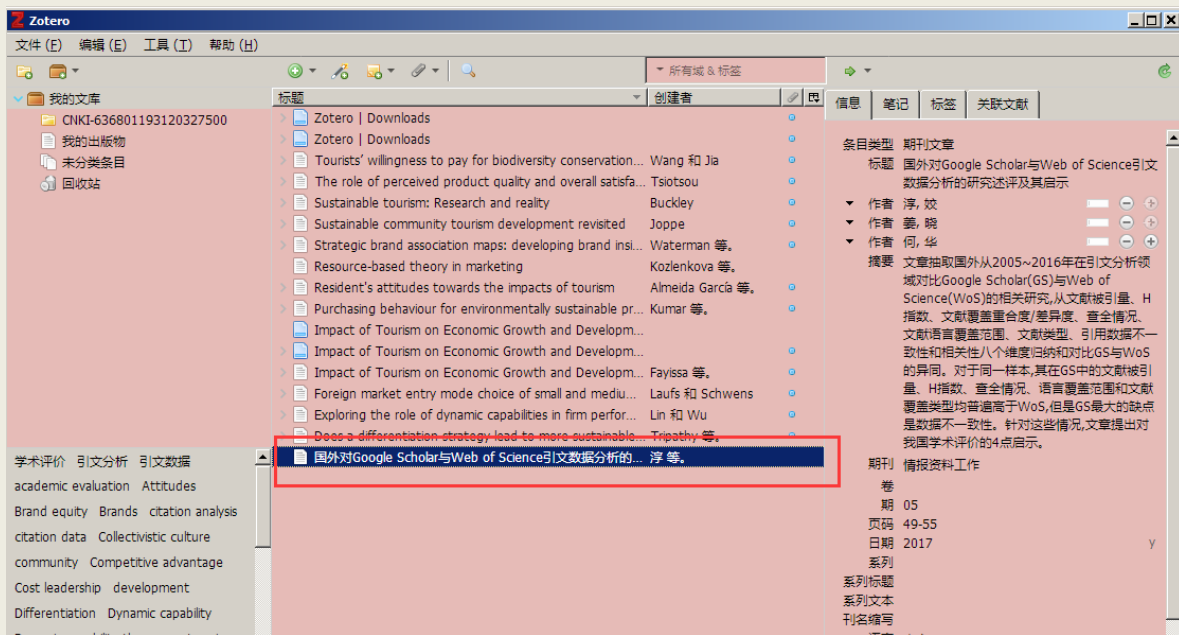 Zotero
文件(F) 编辑(E) 工具(T) 帮助(H)
所有域 & 标签
我的文库
CNKI-636801193120327500
我的出版物
未分类条目
回收站
学术评价 引文分析 引文数据
academic evaluation Attitudes
Brand equity Brands citation analysis
citation data Collectivistic culture
community Competitive advantage
Cost leadership development
Differentiation Dynamic capability
标题 创建者
Zotero | Downloads
Zotero | Downloads
Tourists' willingness to pay for biodiversity conservation... Wang 和 Jia
The role of perceived product quality and overall satisfa... Tsiotsou
Sustainable tourism: Research and reality Buckley
Sustainable community tourism development revisited Joppe
Strategic brand association maps: developing brand insi... Waterman 等。
Resource-based theory in marketing Kozlenkova 等。
Resident's attitudes towards the impacts of tourism Almeida García 等。
Purchasing behaviour for environmentally sustainable pr... Kumar 等。
Impact of Tourism on Economic Growth and Developm...
Impact of Tourism on Economic Growth and Developm...
Impact of Tourism on Economic Growth and Developm... Fayissa 等。
Foreign market entry mode choice of small and mediu... Laufs 和 Schwens
Exploring the role of dynamic capabilities in firm perfor... Lin 和 Wu
Does a differentiation strategy lead to more sustainable... Tripathy 等。
国外对Google Scholar与Web of Science引文数据分析的... 淳 等。
信息 笔记 标签 关联文献
条目类型 期刊文章
标题 国外对Google Scholar与Web of Science引文
数据分析的研究述评及其启示
作者 淳, 姣
作者 姜, 晓
作者 何, 华
摘要 文章抽取国外从2005~2016年在引文分析领
域对比Google Scholar(GS)与Web of
Science(WoS)的相关研究,从文献被引量、H
指数、文献覆盖重合度/差异度、查全情况、
文献语言覆盖范围、文献类型、引用数据不一
致性和相关性八个维度归纳和对比GS与WoS
的异同。对于同一样本,其在GS中的文献被引
量、H指数、查全情况、语言覆盖范围和文献
覆盖类型均普遍高于WoS,但是GS最大的缺点
是数据不一致性。针对这些情况,文章提出对
我国学术评价的4点启示。
期刊 情报资料工作
卷
期 05
页码 49-55
日期 2017 y
系列
系列标题
系列文本
刊名缩写